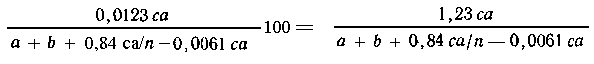 0,0123 ca / a + b + 0,84 ca/n – 0,0061 ca 100 = 1,23 ca / a + b + 0,84 ca/n — 0,0061 ca